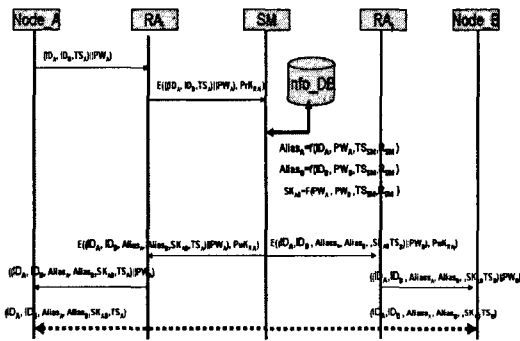 Node_A RA SM RA Node_B
(ID_A, ID_B, TS_A)||PW_A)
E((ID_A, ID_B, TS_A)||PW_A), PrK_RA)
Info_DB
Alias_A=f(ID_A, PW_A, TS_SM, R_SM)
Alias_B=f(ID_B, PW_B, TS_SM, R_SM)
SK_AB=F(PW_A, PW_B, TS_SM, R_SM)
E((ID_A, ID_B, Alias_A, Alias_B, SK_AB, TS_A)||PW_A), PuK_RA) E((ID_A, ID_B, Alias_A, Alias_B, SK_AB TS_B)||PW_B), PuK_RA)
((ID_A, ID_B, Alias_A, Alias_B, SK_AB, TS_A)||PW_A) ((ID_A, ID_B, Alias_A, Alias_B, SK_AB TS_B)||PW_B)
(ID_A, ID_B, Alias_A, Alias_B, SK_AB, TS_A) (ID_A, ID_B, Alias_A, Alias_B, SK_AB TS_B)